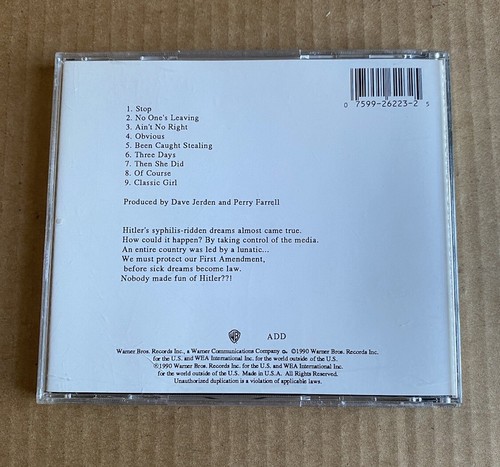 0 7599-26223-2 5
1. Stop
2. No One's Leaving
3. Ain't No Right
4. Obvious
5. Been Caught Stealing
6. Three Days
7. Then She Did
8. Of Course
9. Classic Girl
Produced by Dave Jerden and Perry Farrell
Hitler's syphilis-ridden dreams almost came true.
How could it happen? By taking control of the media.
An entire country was led by a lunatic...
We must protect our First Amendment,
before sick dreams become law.
Nobody made fun of Hitler??!
WB ADD
Warner Bros. Records Inc., a Warner Communications Company ©1990 Warner Bros. Records Inc.
for the U.S. and WEA International Inc. for the world outside of the U.S.
℗1990 Warner Bros. Records Inc. for the U.S. and WEA International Inc.
for the world outside of the U.S. Made in U.S.A. All Rights Reserved.
Unauthorized duplication is a violation of applicable laws.